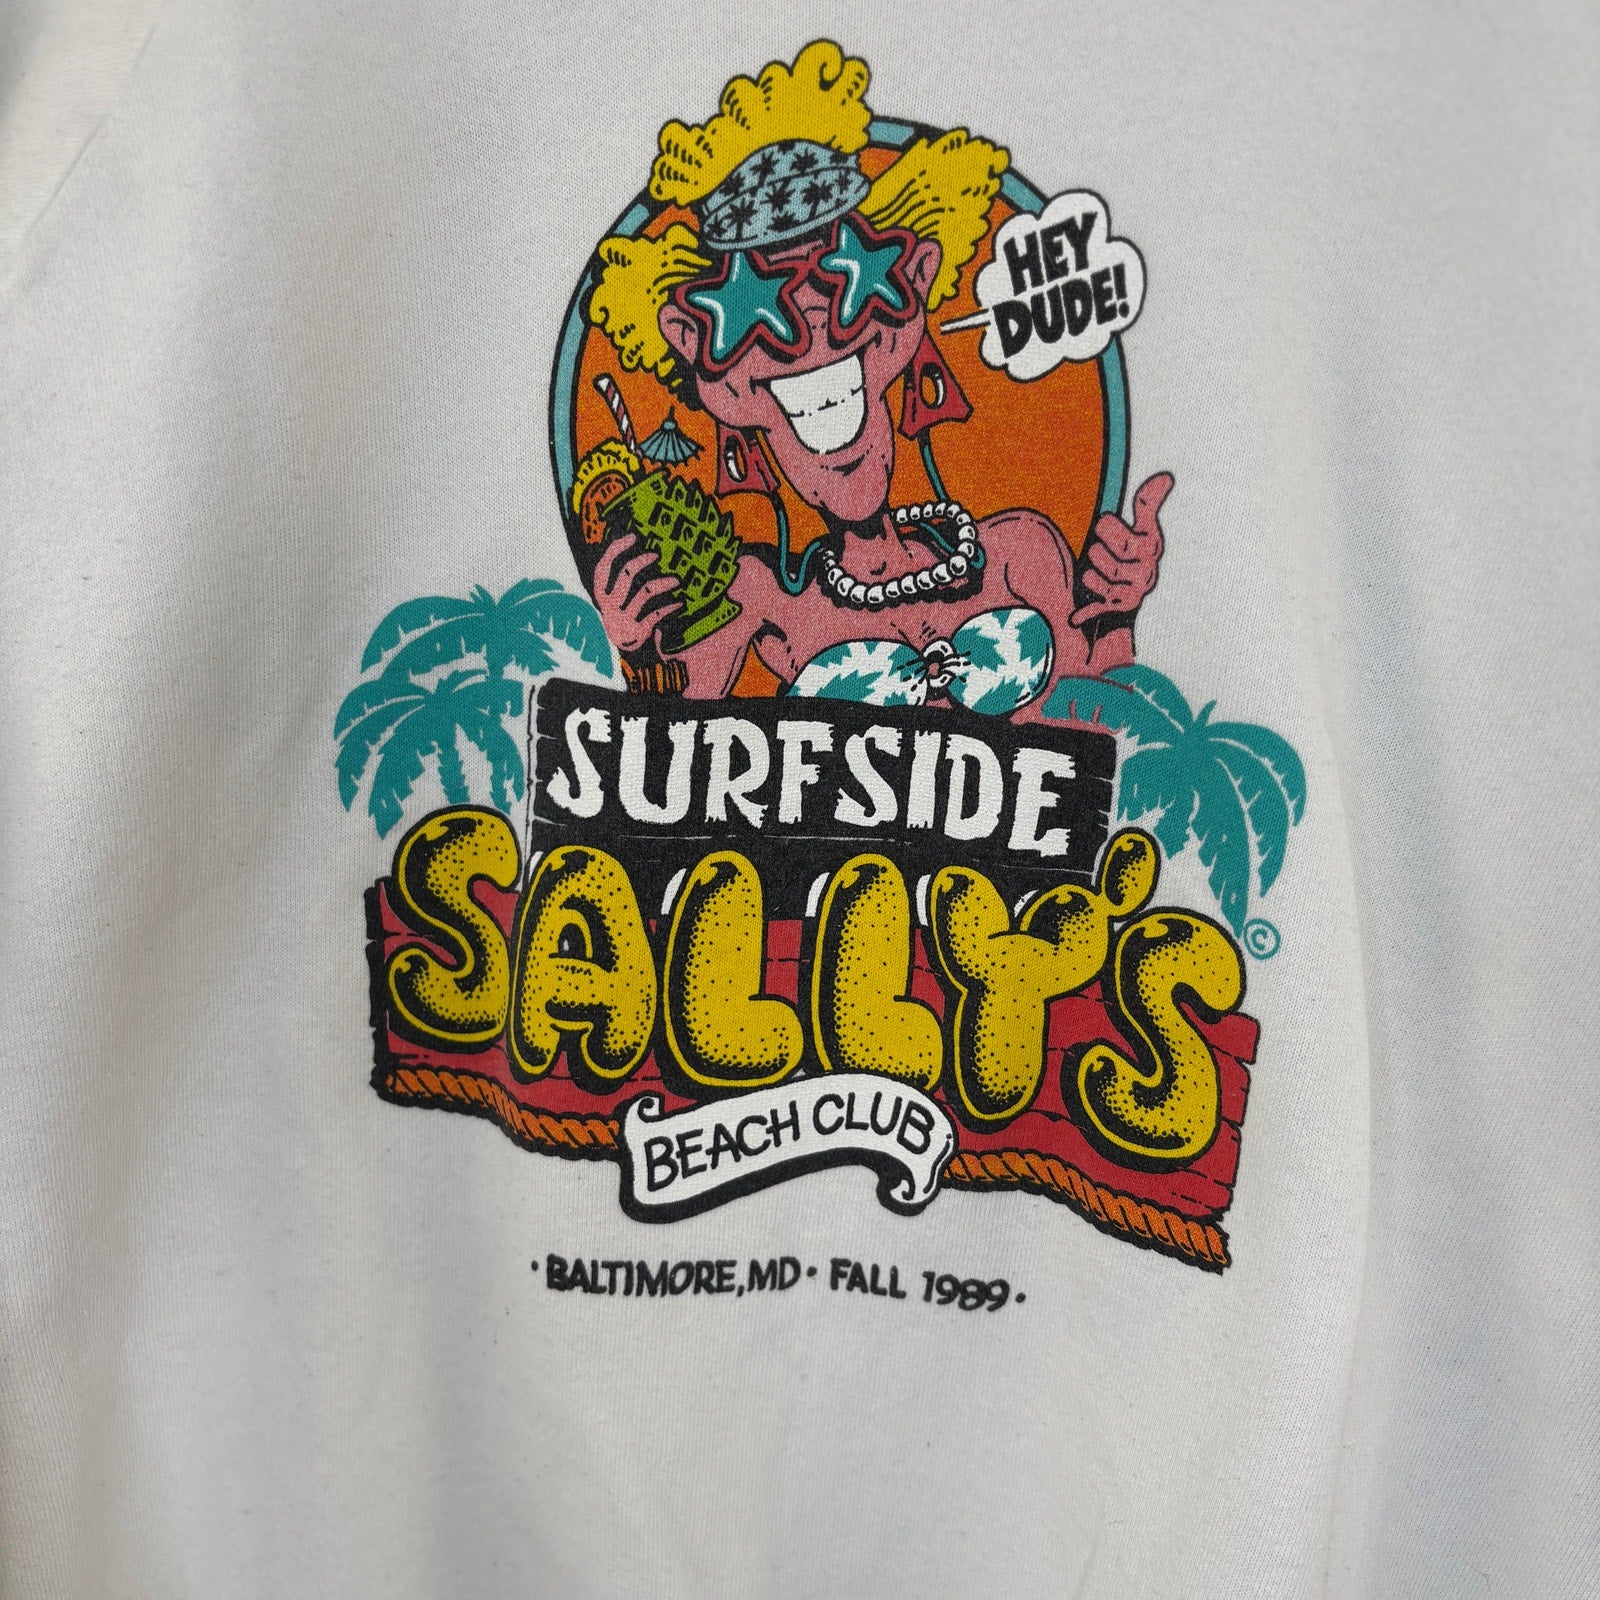 HEY
DUDE!
SURFSIDE
SALLY'S
©
BEACH CLUB
· BALTIMORE, MD · FALL 1989 ·